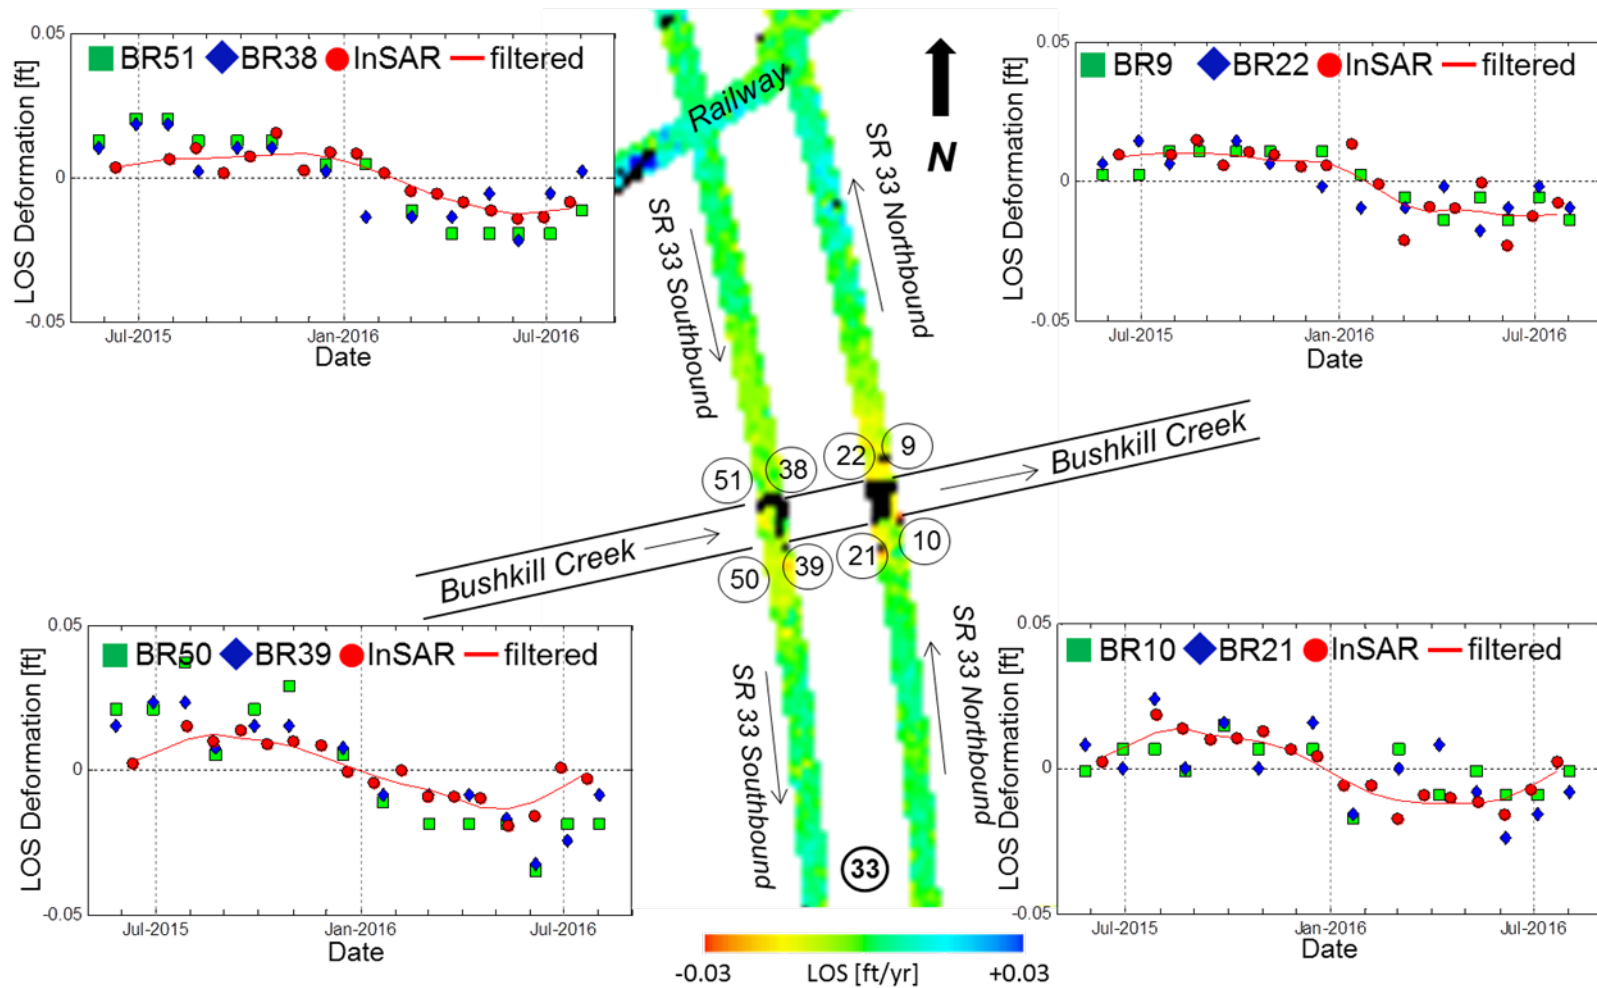 0.05
BR51 BR38 InSAR filtered
LOS Deformation [ft]
0
-0.05
Jul-2015 Jan-2016 Jul-2016
Date
0.05
BR9 BR22 InSAR filtered
LOS Deformation [ft]
0
-0.05
Jul-2015 Jan-2016 Jul-2016
Date
Railway
N
SR 33 Southbound
SR 33 Northbound
51 38 22 9
Bushkill Creek
Bushkill Creek
50 39 21 10
SR 33 Southbound
SR 33 Northbound
33
0.05
BR50 BR39 InSAR filtered
LOS Deformation [ft]
0
-0.05
Jul-2015 Jan-2016 Jul-2016
Date
0.05
BR10 BR21 InSAR filtered
LOS Deformation [ft]
0
-0.05
Jul-2015 Jan-2016 Jul-2016
Date
-0.03 LOS [ft/yr] +0.03